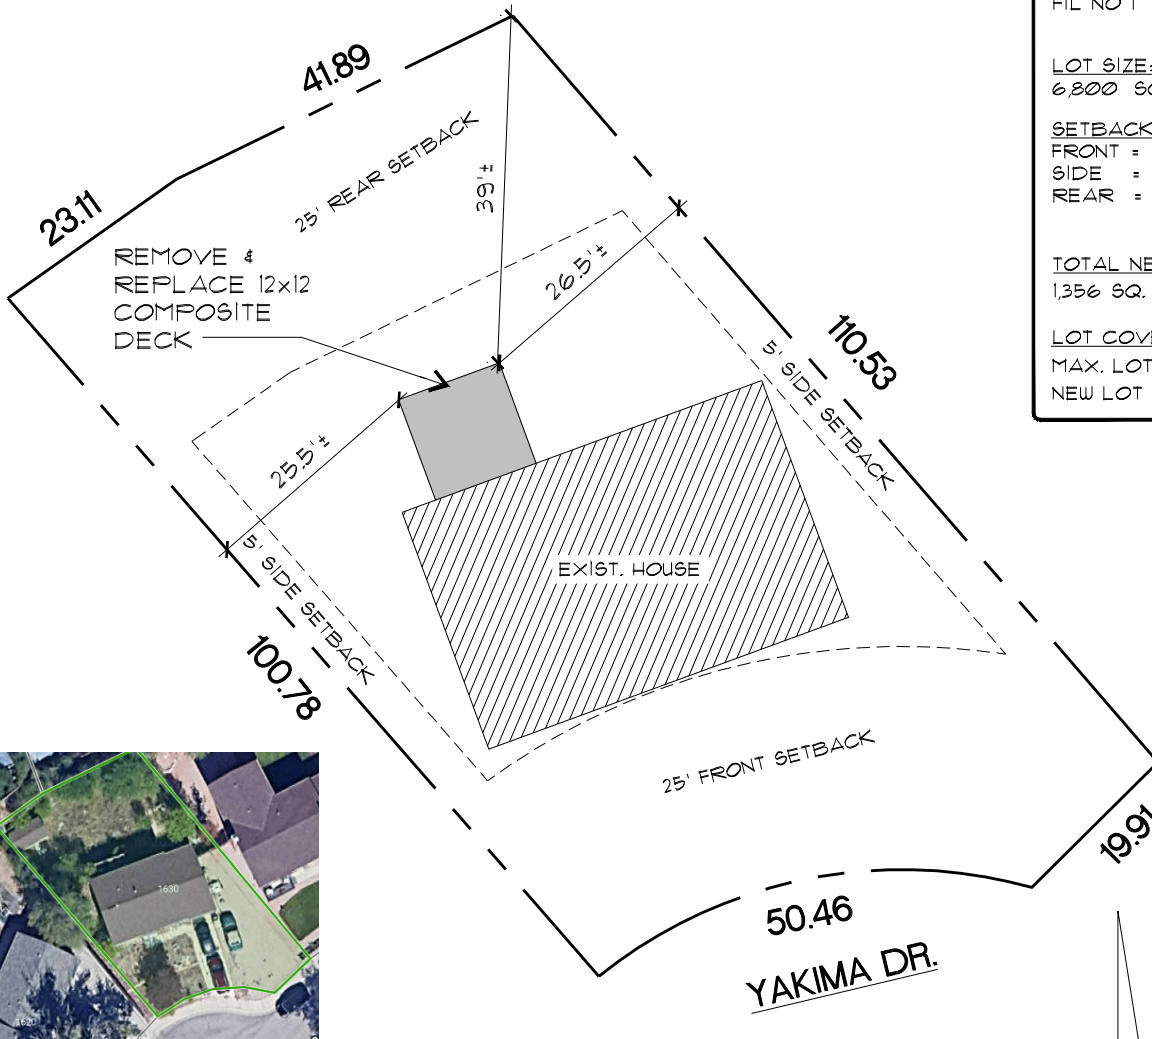 FIL NO 1
LOT SIZE:
6,800
SETBACK
FRONT =
SIDE =
REAR =
TOTAL
1,356 SQ.
LOT
MAX. LOT
NEW LOT
41.89
25' REAR SETBACK
39'±
23.11
REMOVE &
REPLACE 12x12
COMPOSITE
DECK
26.5'±
110.53
5' SIDE SETBACK
25.5'±
5' SIDE SETBACK
EXIST. HOUSE
100.78
25' FRONT SETBACK
19.91
50.46
YAKIMA DR.
1630
1620